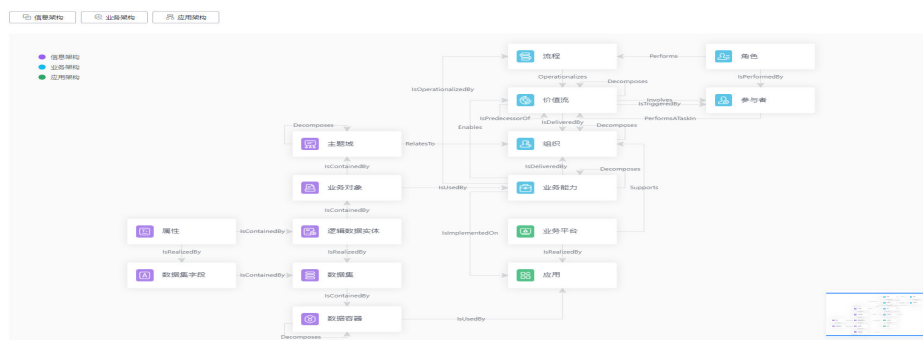 信息架构 业务架构 应用架构
信息架构
业务架构
应用架构
流程 Performs 角色
Operationalizes IsPerformedBy
Decomposes
IsOperationalizedBy
价值流 Involves 参与者
IsTriggeredBy
IsPredecessorOf IsDeliveredBy PerformsATaskIn
Enables Decomposes
Decomposes
主题域 RelatesTo 组织
IsContainedBy IsDeliveredBy
Decomposes
业务对象 IsUsedBy 业务能力 Supports
IsContainedBy
属性 IsContainedBy 逻辑数据实体 IsImplementedOn 业务平台
IsRealizedBy IsRealizedBy IsRealizedBy
数据集字段 IsContainedBy 数据集 应用
IsContainedBy
数据容器 IsUsedBy
Decomposes